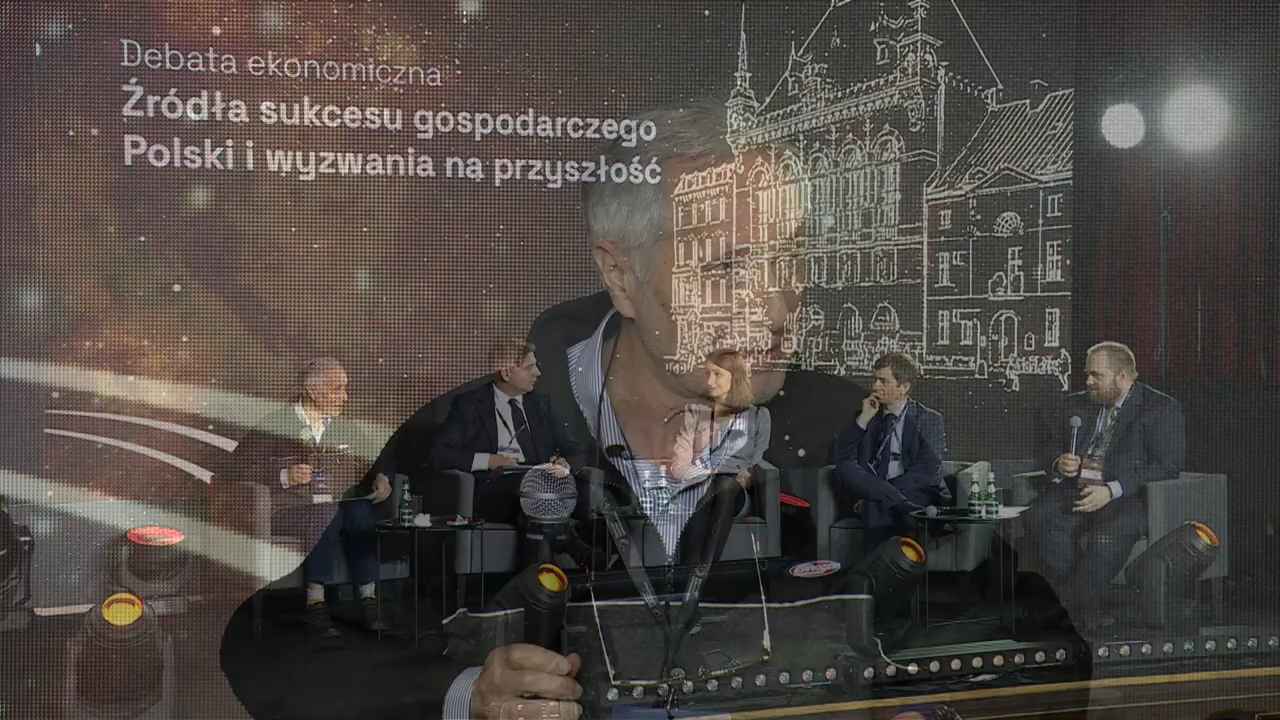 Debata ekonomiczna
Źródła sukcesu gospodarczego
Polski i wyzwania na przyszłość